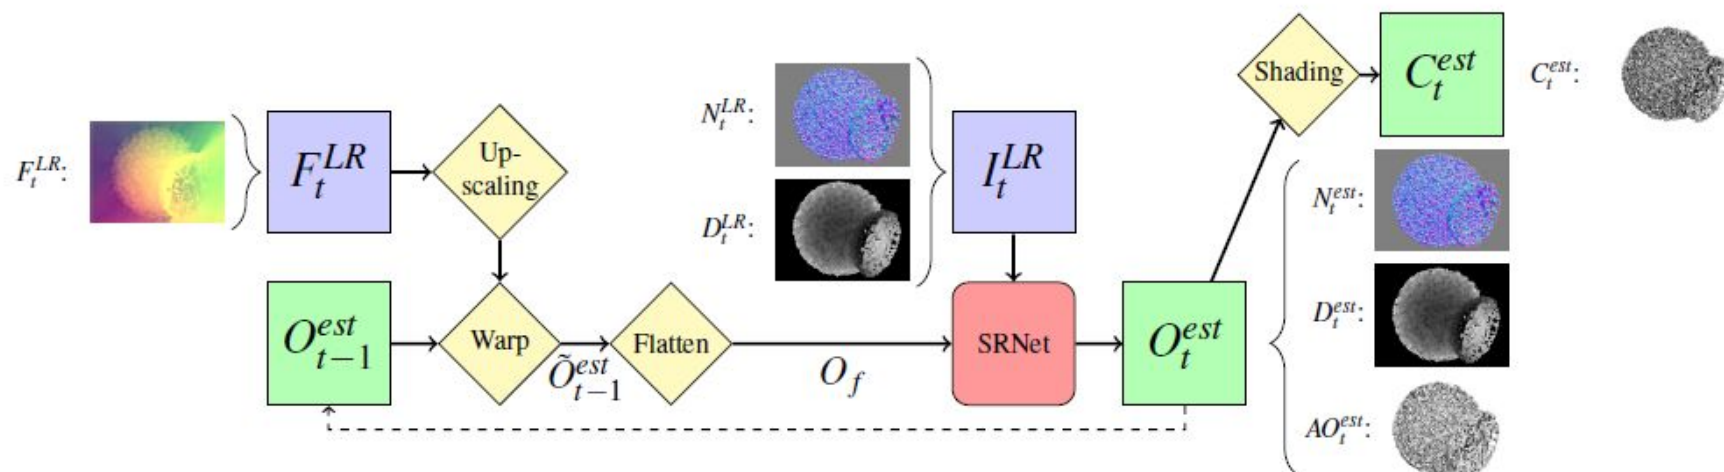 F_t^{LR}:
F_t^{LR}
Up-
scaling
N_t^{LR}:
D_t^{LR}:
I_t^{LR}
Shading
C_t^{est}
C_t^{est}:
N_t^{est}:
D_t^{est}:
AO_t^{est}:
O_{t-1}^{est}
Warp
\tilde{O}_{t-1}^{est}
Flatten
O_f
SRNet
O_t^{est}